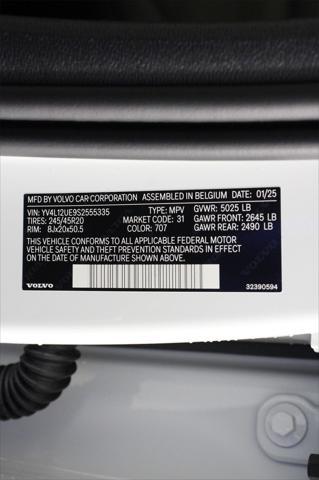 MFD BY VOLVO CAR CORPORATION ASSEMBLED IN BELGIUM DATE: 01/25
VIN: YV4L12UE9S2555335 TYPE: MPV GVWR: 5025 LB
TIRES: 245/45R20 MARKET CODE: 31 GAWR FRONT: 2645 LB
RIM: 8Jx20x50.5 COLOR: 707 GAWR REAR: 2490 LB
THIS VEHICLE CONFORMS TO ALL APPLICABLE FEDERAL MOTOR
VEHICLE SAFETY, BUMPER, AND THEFT PREVENTION
STANDARDS IN EFFECT ON THE DATE OF
MANUFACTURE SHOWN ABOVE.
VOLVO 32390594